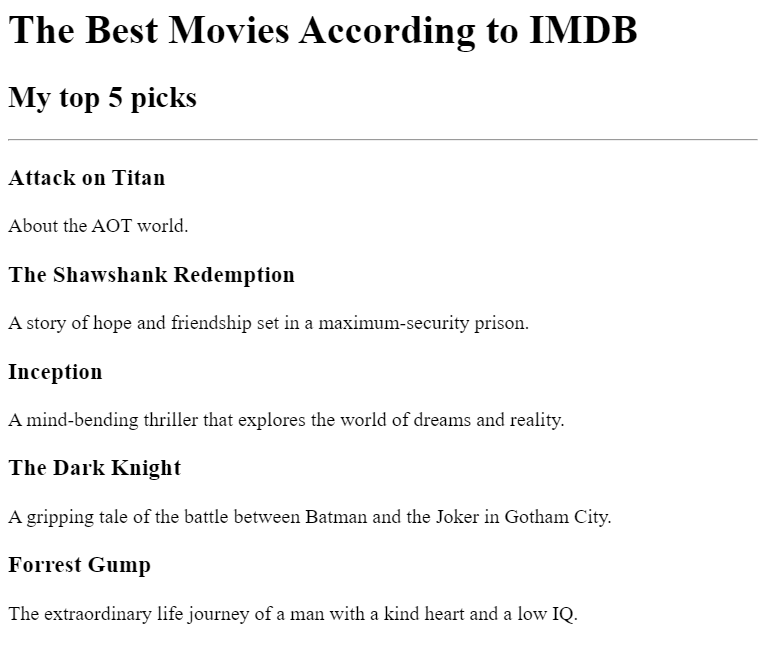 The Best Movies According to IMDB
My top 5 picks
Attack on Titan
About the AOT world.
The Shawshank Redemption
A story of hope and friendship set in a maximum-security prison.
Inception
A mind-bending thriller that explores the world of dreams and reality.
The Dark Knight
A gripping tale of the battle between Batman and the Joker in Gotham City.
Forrest Gump
The extraordinary life journey of a man with a kind heart and a low IQ.